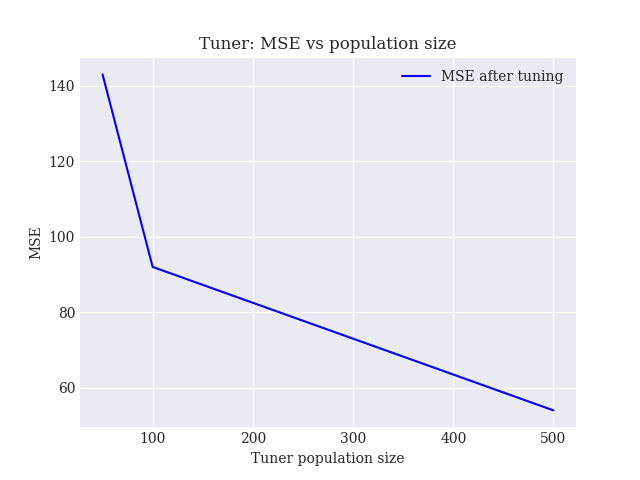 Tuner: MSE vs population size
MSE after tuning
140
120
100
80
60
MSE
100 200 300 400 500
Tuner population size